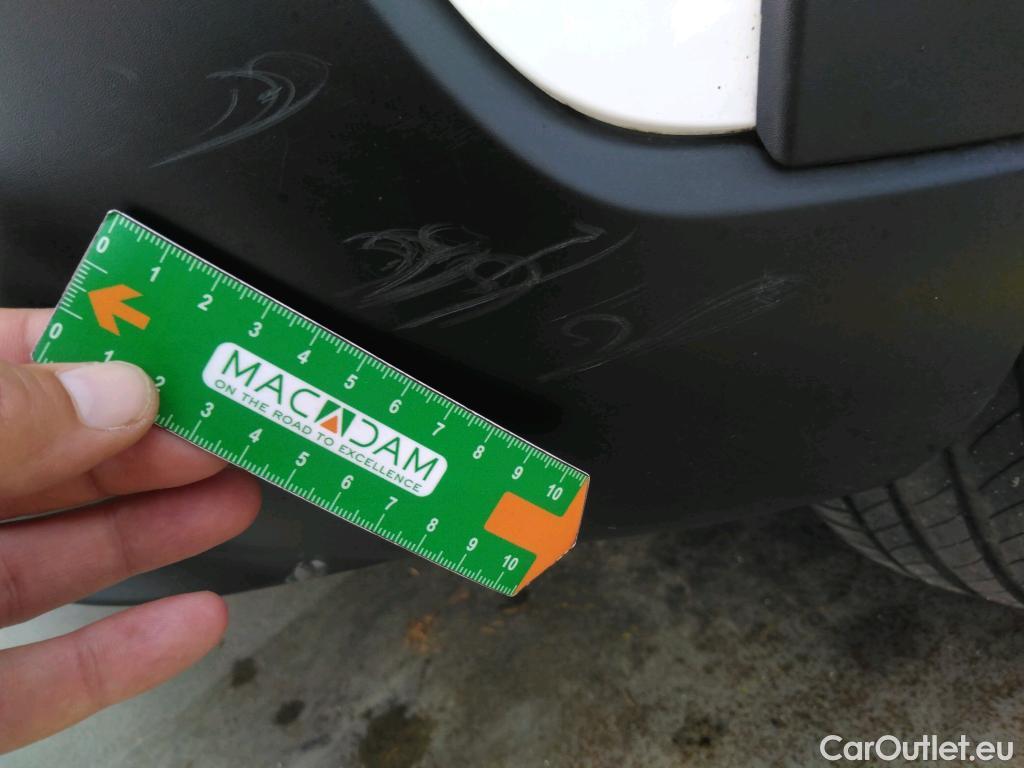 0 1 2 3 4 5 6 7 8 9 10
MACADAM
ON THE ROAD TO EXCELLENCE
0 1 2 3 4 5 6 7 8 9 10
CarOutlet.eu